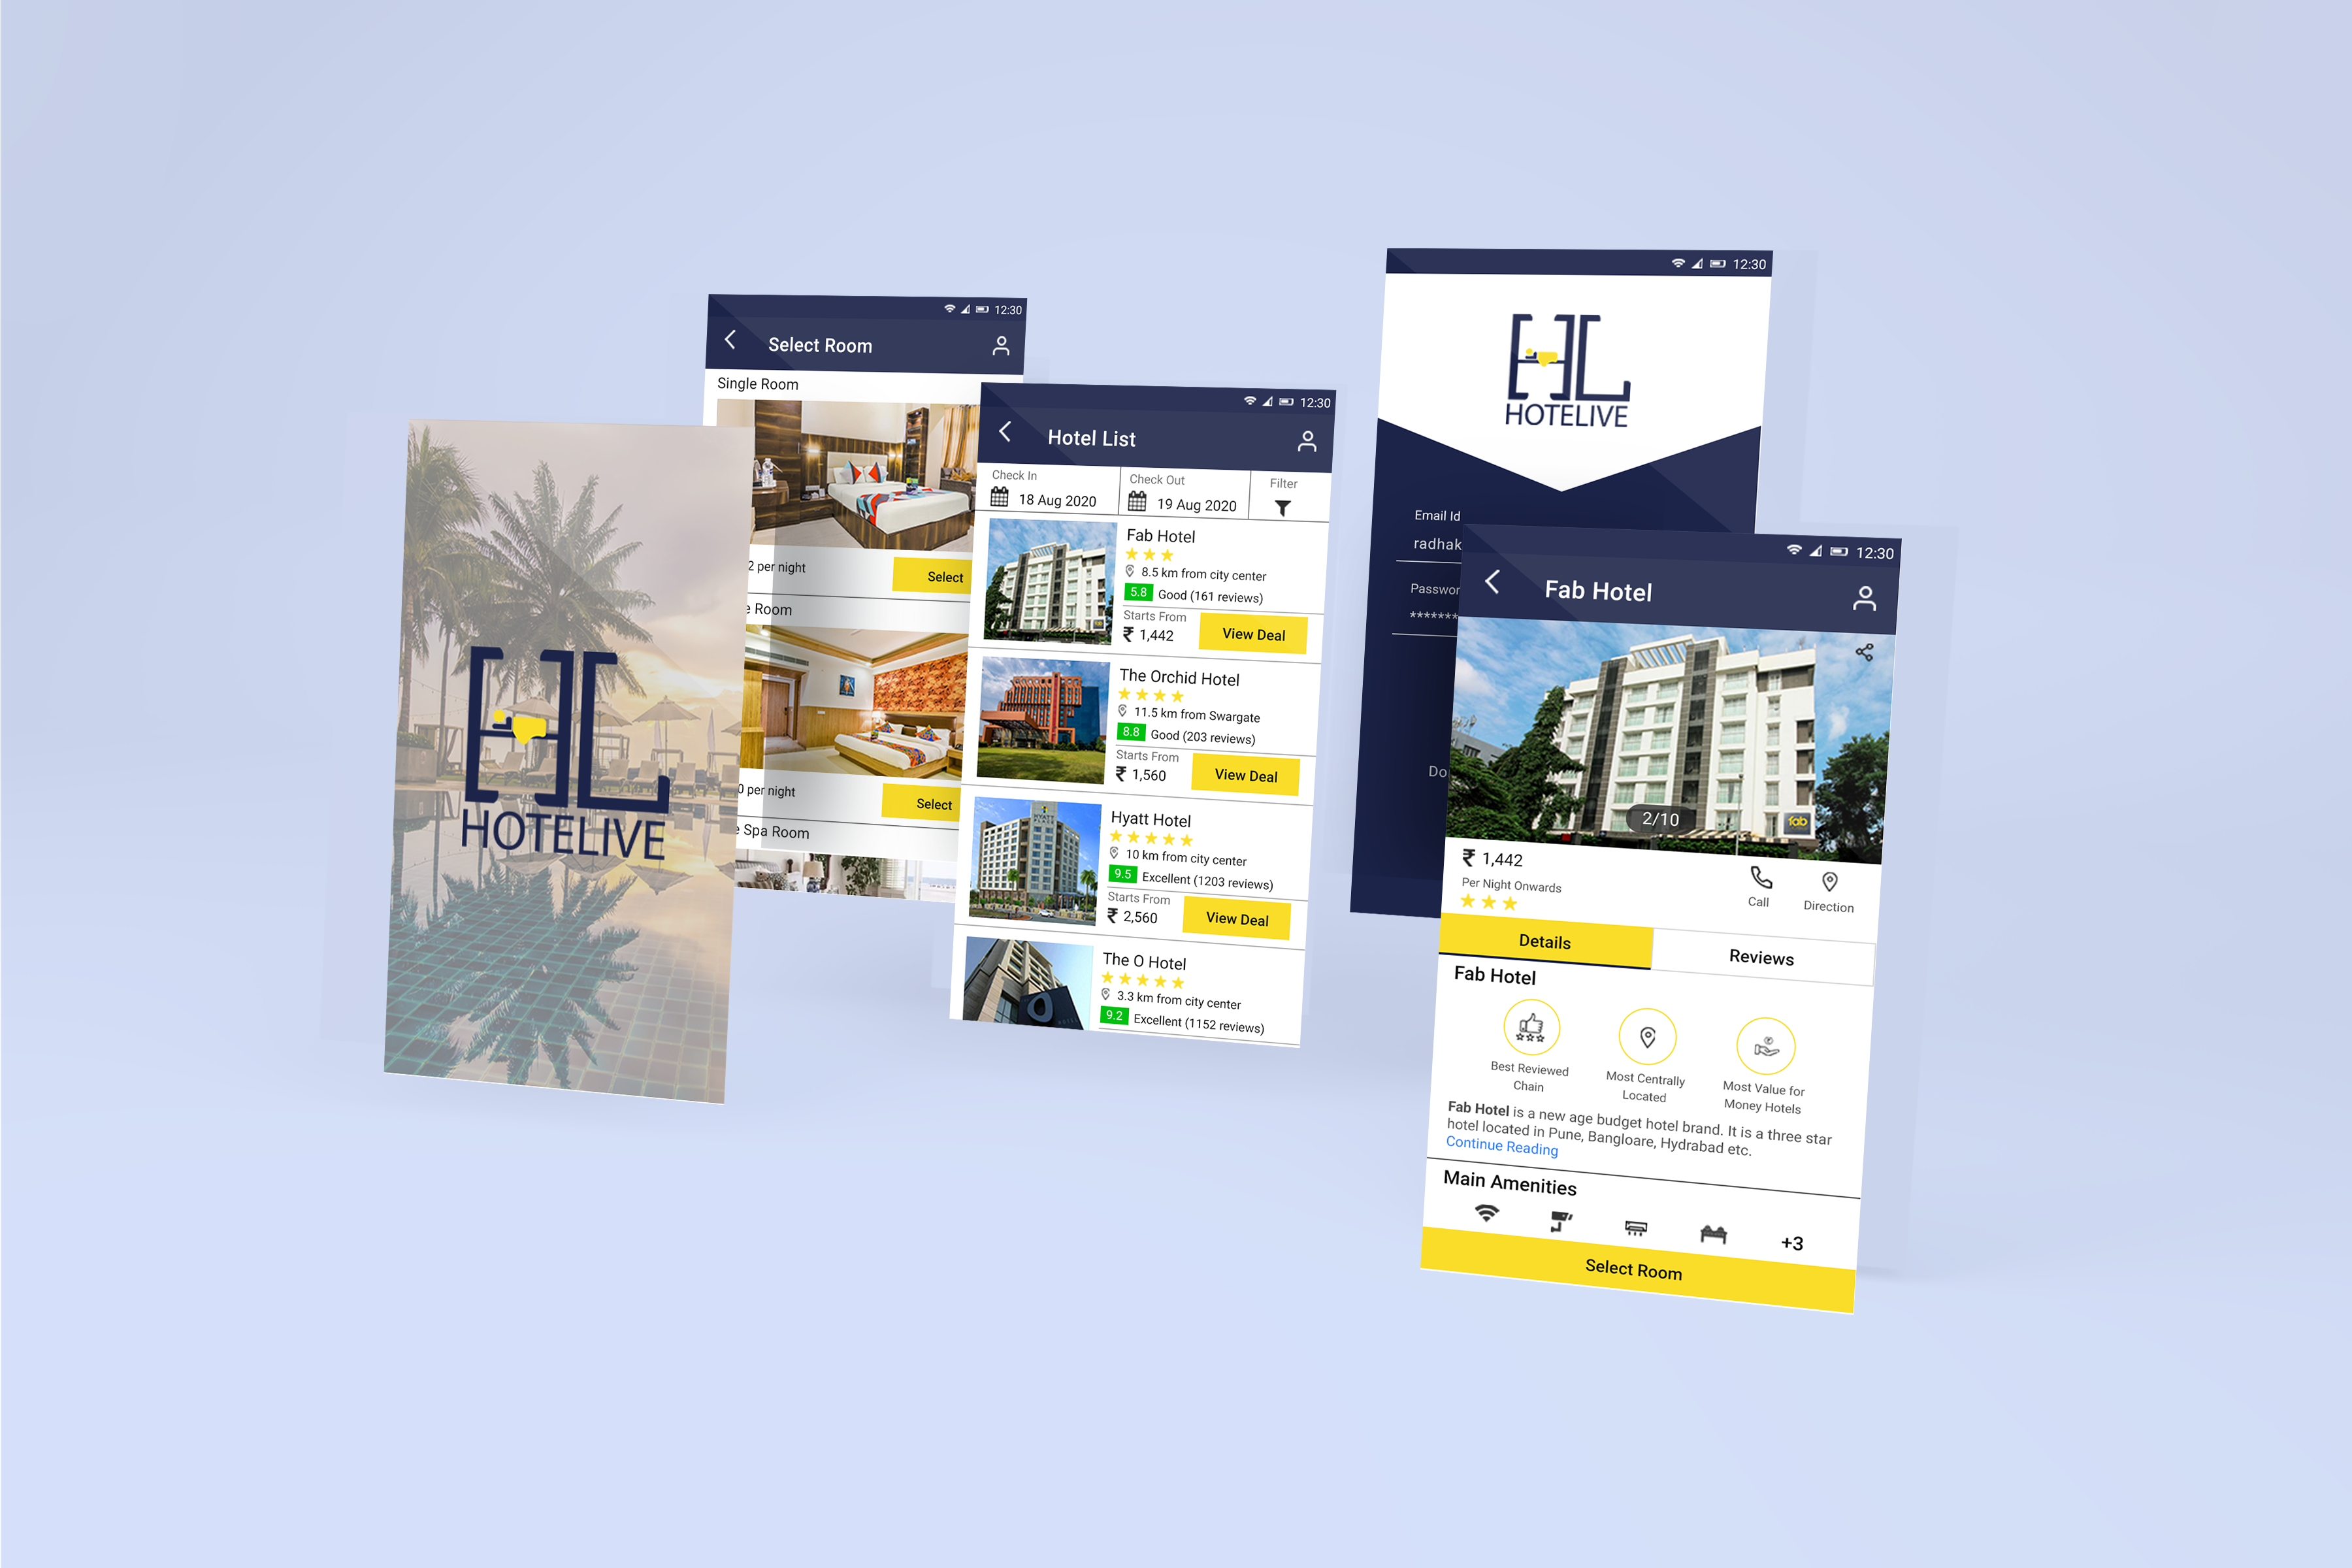 HOTELIVE
12:30
Select Room
Single Room
2 per night
Select
e Room
0 per night
Select
e Spa Room
12:30
Hotel List
Check In
18 Aug 2020
Check Out
19 Aug 2020
Filter
Fab Hotel
8.5 km from city center
5.8 Good (161 reviews)
Starts From
₹ 1,442
View Deal
The Orchid Hotel
11.5 km from Swargate
8.8 Good (203 reviews)
Starts From
₹ 1,560
View Deal
HYATT
PLACE
Hyatt Hotel
10 km from city center
9.5 Excellent (1203 reviews)
Starts From
₹ 2,560
View Deal
The O Hotel
3.3 km from city center
9.2 Excellent (1152 reviews)
12:30
HOTELIVE
Email Id
radhak
Passwor
*******
Do
12:30
Fab Hotel
fab
2/10
₹ 1,442
Per Night Onwards
Call
Direction
Details
Reviews
Fab Hotel
Best Reviewed
Chain
Most Centrally
Located
Most Value for
Money Hotels
Fab Hotel is a new age budget hotel brand. It is a three star
hotel located in Pune, Bangloare, Hydrabad etc.
Continue Reading
Main Amenities
+3
Select Room